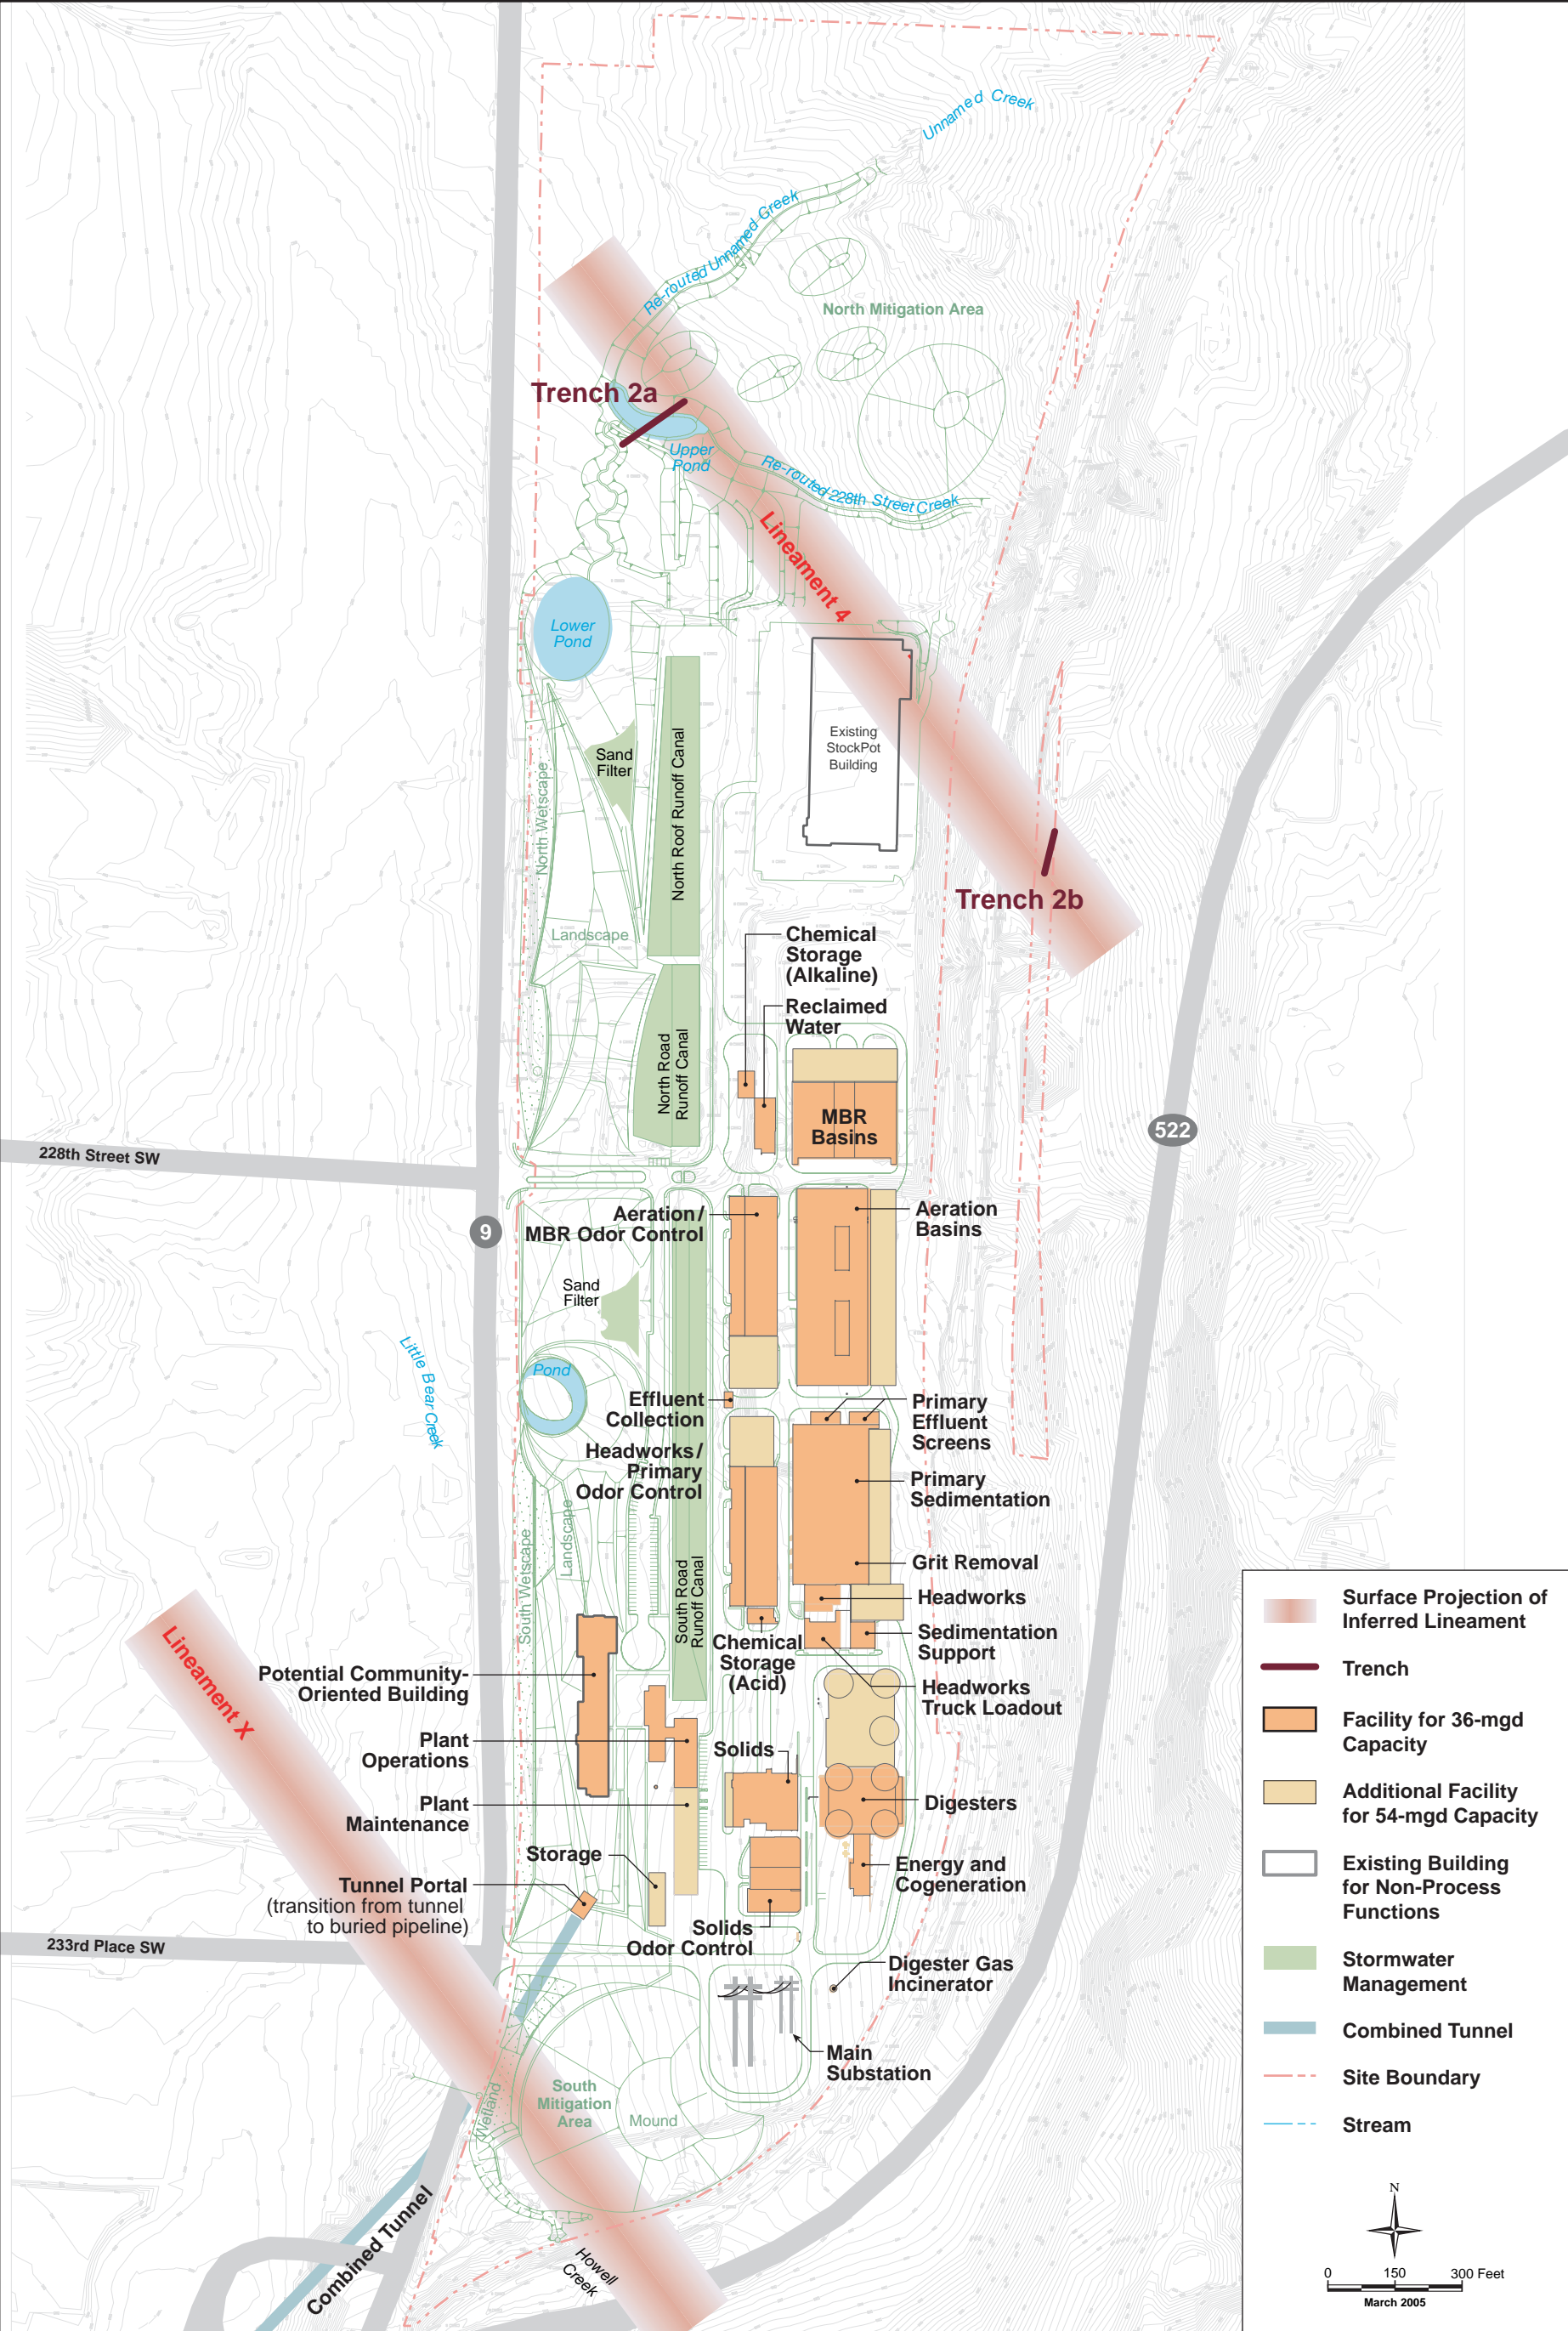 Unnamed Creek
Re-routed Unnamed Creek
North Mitigation Area
Trench 2a
Upper
Pond
Re-routed 228th Street Creek
Lineament 4
Lower
Pond
Existing
StockPot
Building
Sand
Filter
North Roof Runoff Canal
North Wetscape
Trench 2b
Landscape
Chemical
Storage
(Alkaline)
Reclaimed
Water
North Road
Runoff Canal
MBR
Basins
522
228th Street SW
9
Aeration/
MBR Odor Control
Aeration
Basins
Sand
Filter
Little Bear Creek
Pond
Effluent
Collection
Primary
Effluent
Screens
Headworks/
Primary
Odor Control
Primary
Sedimentation
South Wetscape
Landscape
South Road
Runoff Canal
Grit Removal
Headworks
Sedimentation
Support
Chemical
Storage
(Acid)
Headworks
Truck Loadout
Lineament X
Potential Community-
Oriented Building
Plant
Operations
Solids
Plant
Maintenance
Digesters
Storage
Energy and
Cogeneration
Tunnel Portal
(transition from tunnel
to buried pipeline)
Solids
Odor Control
233rd Place SW
Digester Gas
Incinerator
Main
Substation
Wetland
South
Mitigation
Area
Mound
Combined Tunnel
Howell
Creek
Surface Projection of
Inferred Lineament
Trench
Facility for 36-mgd
Capacity
Additional Facility
for 54-mgd Capacity
Existing Building
for Non-Process
Functions
Stormwater
Management
Combined Tunnel
Site Boundary
Stream
N
0 150 300 Feet
March 2005